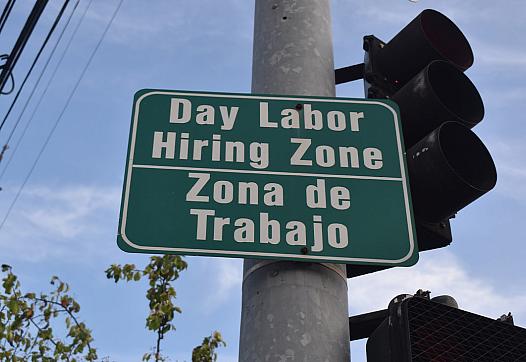 Day Labor
Hiring Zone
Zona de
Trabajo